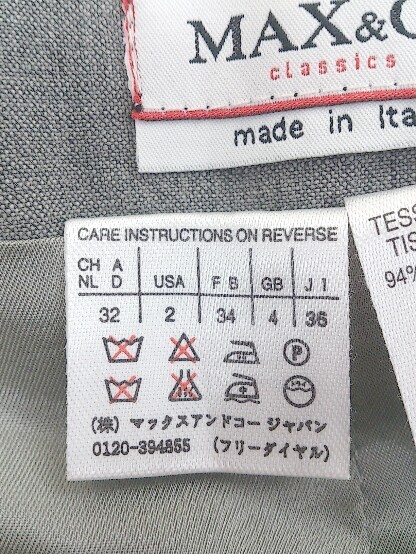 MAX&C
classics
made in Ita
CARE INSTRUCTIONS ON REVERSE
CH A
NL D USA F B GB J I
32 2 34 4 36
P
(株) マックスアンドコー ジャパン
0120-394855 (フリーダイヤル)
TESS
TIS
94%